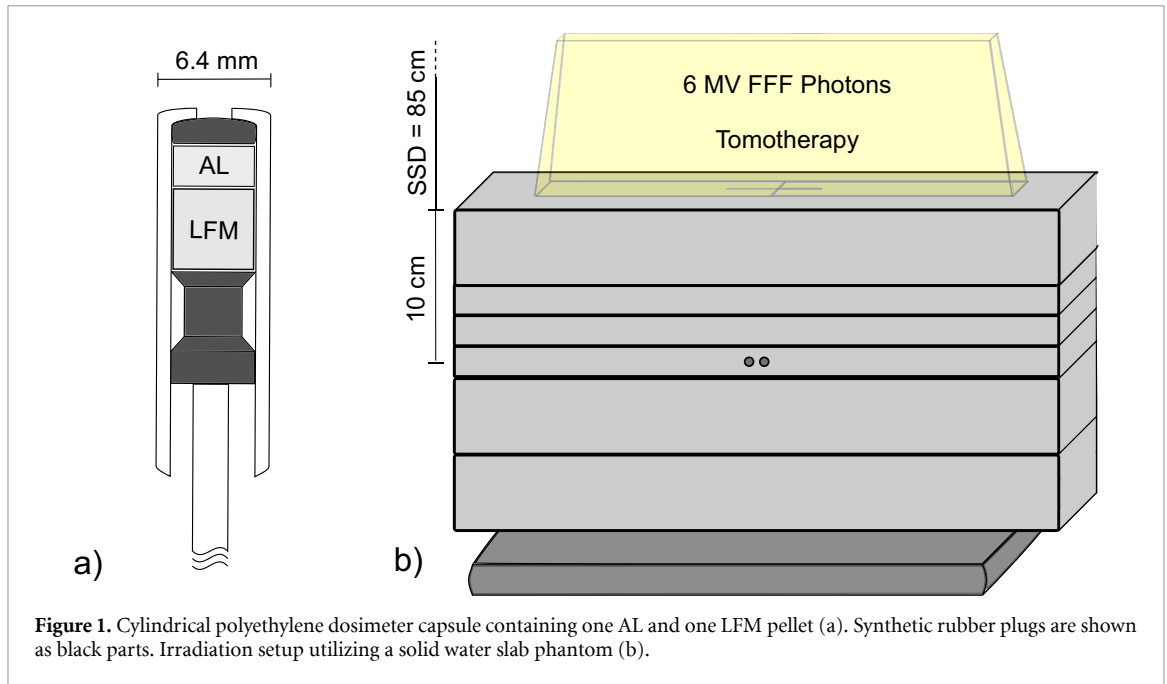 6.4 mm
AL
LFM
a)
SSD = 85 cm
10 cm
6 MV FFF Photons
Tomotherapy
b)
Figure 1. Cylindrical polyethylene dosimeter capsule containing one AL and one LFM pellet (a). Synthetic rubber plugs are shown
as black parts. Irradiation setup utilizing a solid water slab phantom (b).